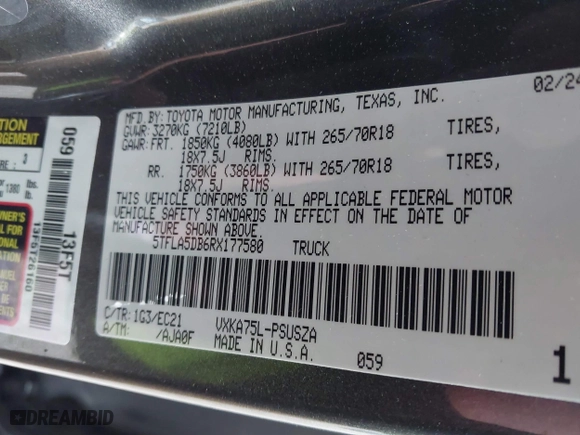 MFD. BY: TOYOTA MOTOR MANUFACTURING, TEXAS, INC. 02/24
GVWR: 3270KG (7210LB)
GAWR: FRT. 1850KG (4080LB) WITH 265/70R18 TIRES,
18X7.5J RIMS.
RR. 1750KG (3860LB) WITH 265/70R18 TIRES,
18X7.5J RIMS.
THIS VEHICLE CONFORMS TO ALL APPLICABLE FEDERAL MOTOR
VEHICLE SAFETY STANDARDS IN EFFECT ON THE DATE OF
MANUFACTURE SHOWN ABOVE.
5TFLA5DB6RX177580 TRUCK
C/TR: 1G3/EC21 VXKA75L-PSUSZA
A/TM: /AJA0F MADE IN U.S.A. 059
1
059
13F5T
DREAMBID